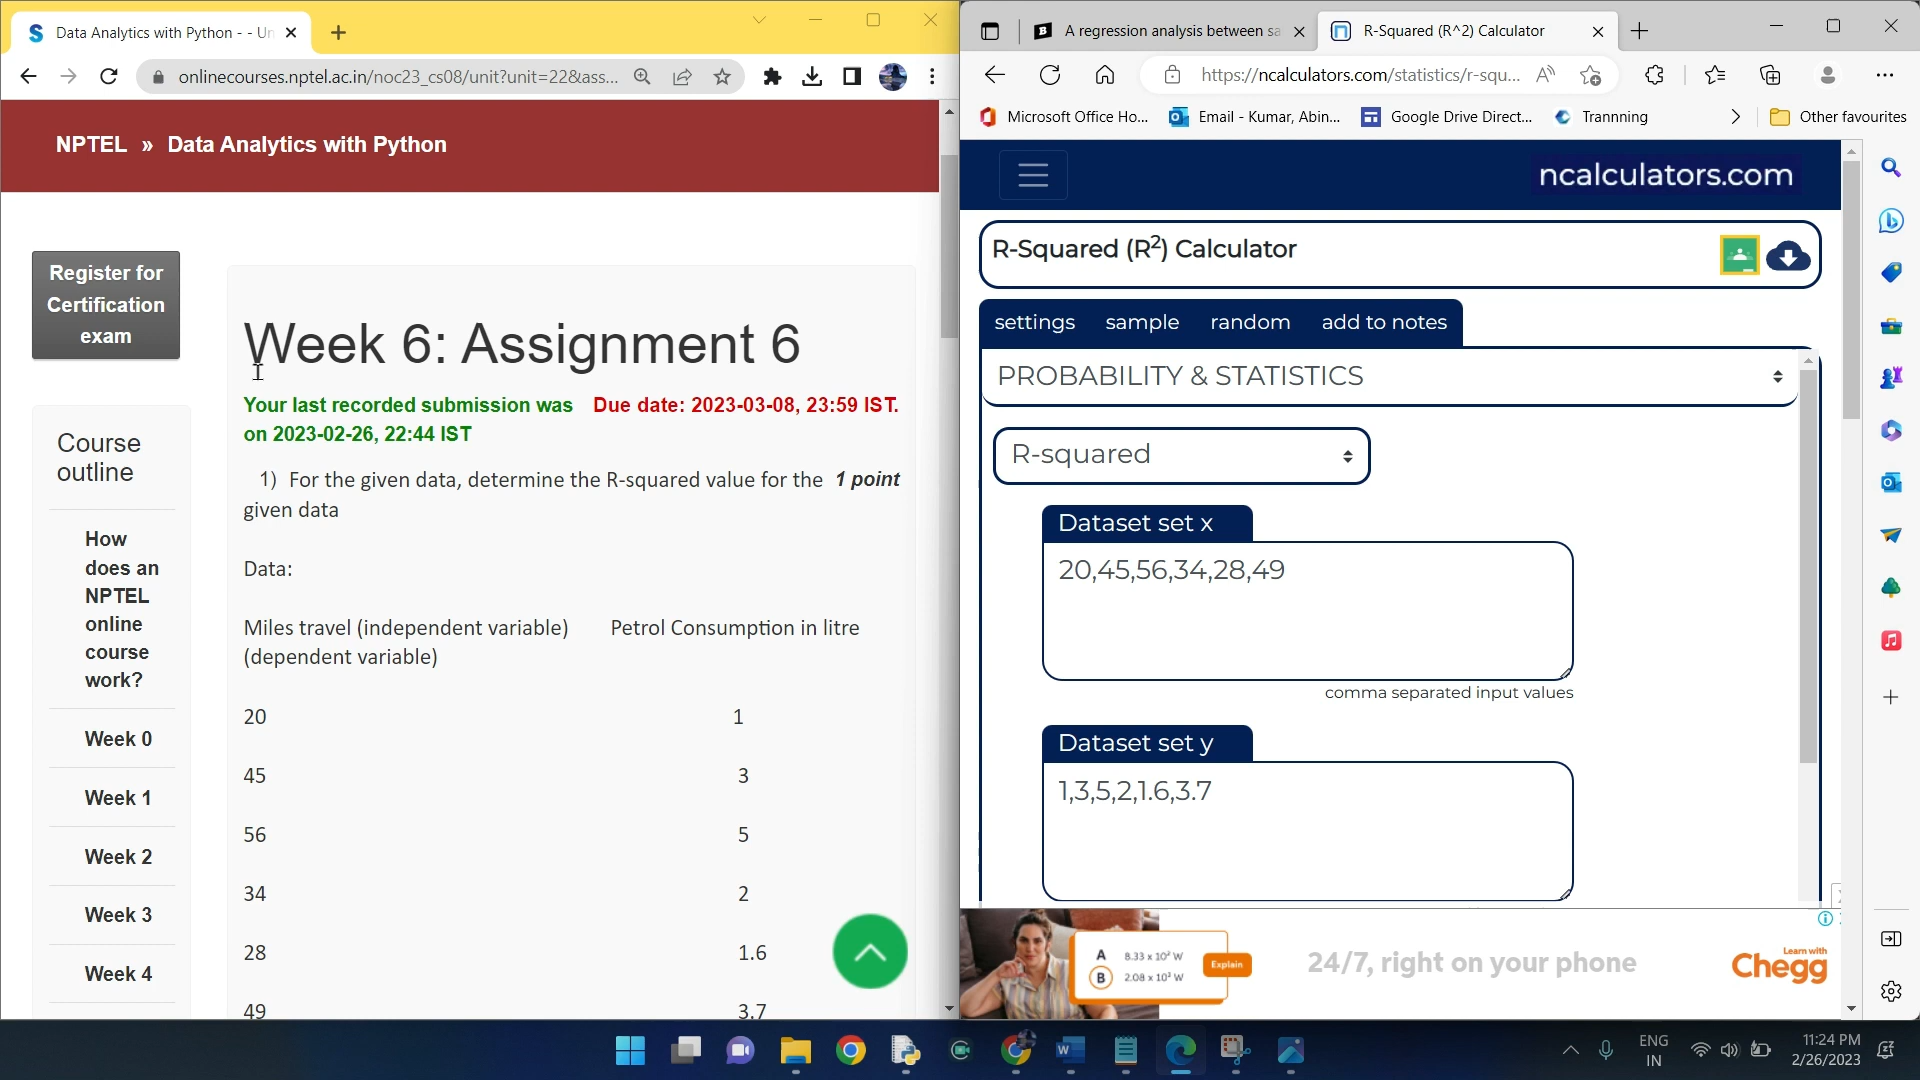 Data Analytics with Python - - Un
onlinecourses.nptel.ac.in/noc23_cs08/unit?unit=22&ass...
NPTEL » Data Analytics with Python
Register for
Certification
exam
Course
outline
How
does an
NPTEL
online
course
work?
Week 0
Week 1
Week 2
Week 3
Week 4
Week 6: Assignment 6
Your last recorded submission was
on 2023-02-26, 22:44 IST
Due date: 2023-03-08, 23:59 IST.
1) For the given data, determine the R-squared value for the 1 point
given data
Data:
Miles travel (independent variable) Petrol Consumption in litre
(dependent variable)
20 1
45 3
56 5
34 2
28 1.6
49 3.7
A regression analysis between sa
R-Squared (R^2) Calculator
https://ncalculators.com/statistics/r-squ...
Microsoft Office Ho...
Email - Kumar, Abin...
Google Drive Direct...
Trannning
Other favourites
ncalculators.com
R-Squared (R2) Calculator
settings sample random add to notes
PROBABILITY & STATISTICS
R-squared
Dataset set x
20,45,56,34,28,49
comma separated input values
Dataset set y
1,3,5,2,1.6,3.7
A 8.33 x 10² W
B 2.08 x 10² W
Explain
24/7, right on your phone
Learn with
Chegg
ENG
IN
11:24 PM
2/26/2023